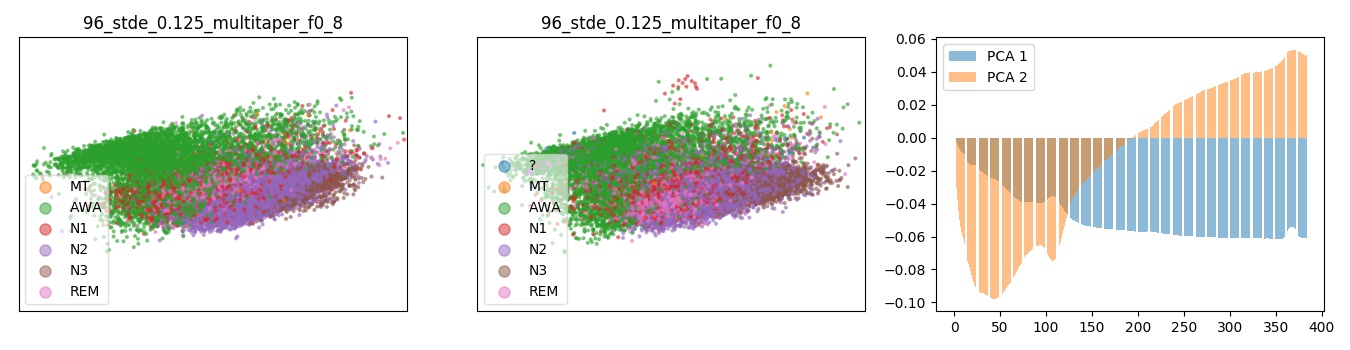 96_stde_0.125_multitaper_f0_8
MT
AWA
N1
N2
N3
REM
96_stde_0.125_multitaper_f0_8
?
MT
AWA
N1
N2
N3
REM
PCA 1
PCA 2
0.06
0.04
0.02
0.00
−0.02
−0.04
−0.06
−0.08
−0.10
0 50 100 150 200 250 300 350 400